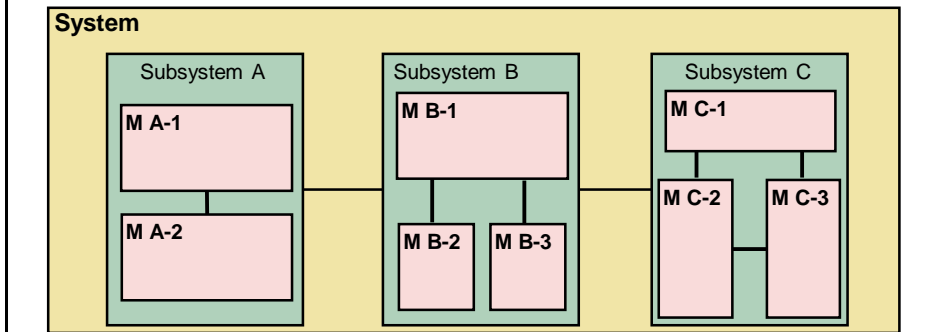 System
Subsystem A
Subsystem B
Subsystem C
M A-1
M A-2
M B-1
M B-2
M B-3
M C-1
M C-2
M C-3